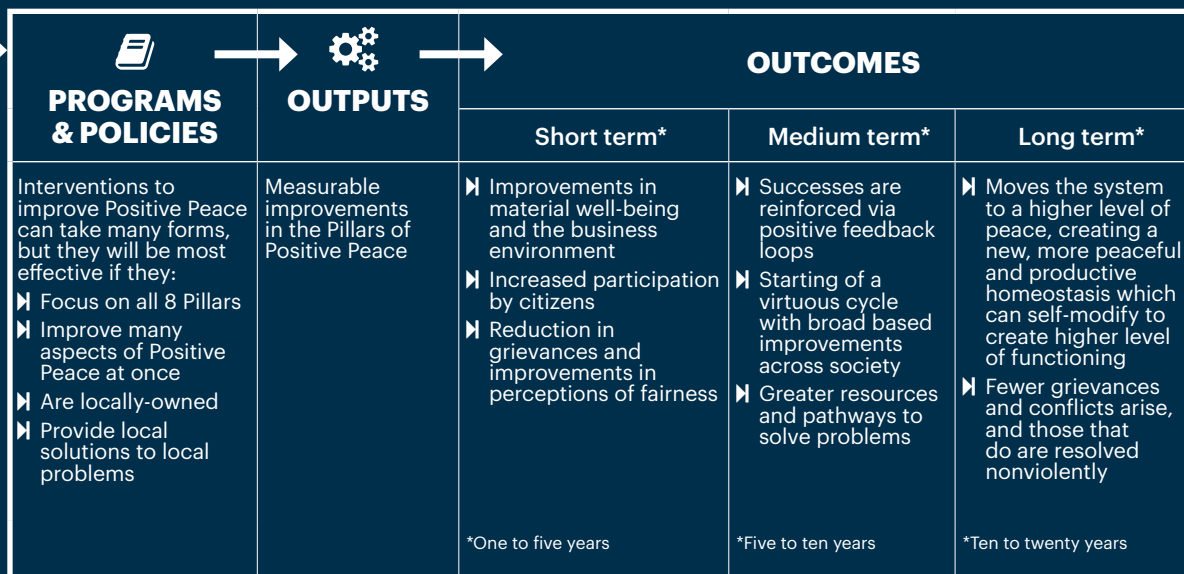 PROGRAMS
& POLICIES
OUTPUTS
OUTCOMES
Short term*
Medium term*
Long term*
Interventions to
improve Positive Peace
can take many forms,
but they will be most
effective if they:
Focus on all 8 Pillars
Improve many
aspects of Positive
Peace at once
Are locally-owned
Provide local
solutions to local
problems
Measurable
improvements
in the Pillars of
Positive Peace
Improvements in
material well-being
and the business
environment
Increased participation
by citizens
Reduction in
grievances and
improvements in
perceptions of fairness
*One to five years
Successes are
reinforced via
positive feedback
loops
Starting of a
virtuous cycle
with broad based
improvements
across society
Greater resources
and pathways to
solve problems
*Five to ten years
Moves the system
to a higher level of
peace, creating a
new, more peaceful
and productive
homeostasis which
can self-modify to
create higher level
of functioning
Fewer grievances
and conflicts arise,
and those that
do are resolved
nonviolently
*Ten to twenty years